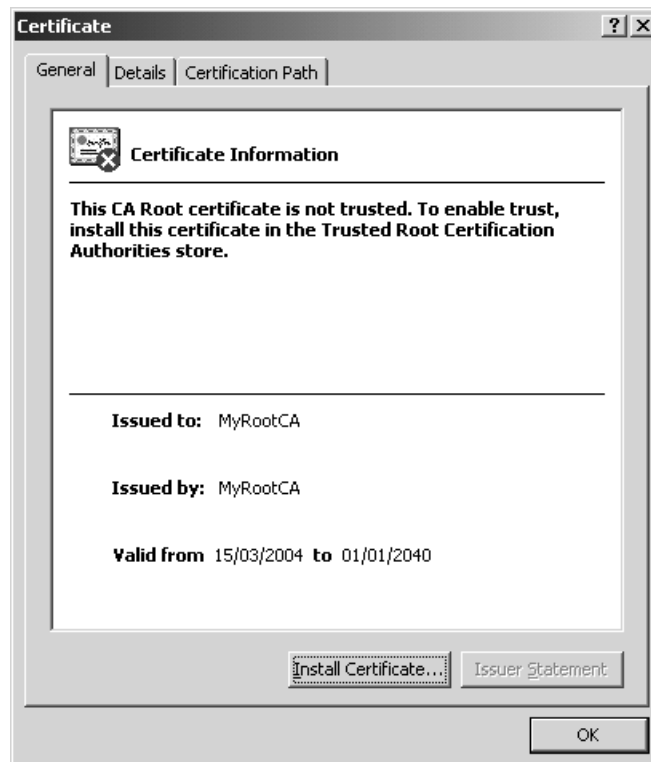 Certificate
General Details Certification Path
Certificate Information
This CA Root certificate is not trusted. To enable trust,
install this certificate in the Trusted Root Certification
Authorities store.
Issued to: MyRootCA
Issued by: MyRootCA
Valid from 15/03/2004 to 01/01/2040
Install Certificate... Issuer Statement
OK